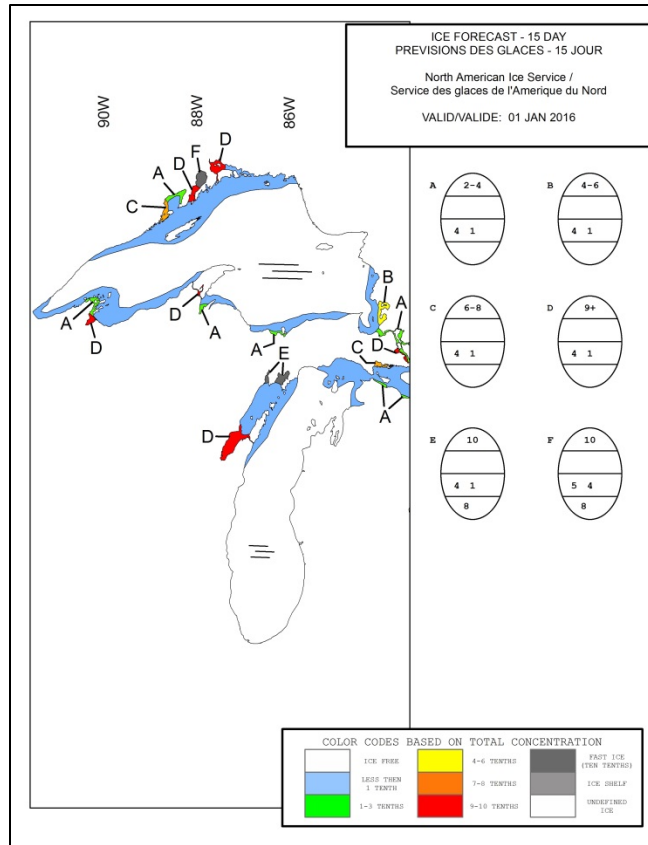 ICE FORECAST - 15 DAY
PREVISIONS DES GLACES - 15 JOUR
North American Ice Service /
Service des glaces de l'Amerique du Nord
VALID/VALIDE: 01 JAN 2016
90W
88W
86W
D
F
D
A
C
B
A
A
D
D
A
A
D
C
E
A
D
A 2-4
4 1
B 4-6
4 1
C 6-8
4 1
D 9+
4 1
E 10
4 1
8
F 10
5 4
8
COLOR CODES BASED ON TOTAL CONCENTRATION
ICE FREE
LESS THEN
1 TENTH
1-3 TENTHS
4-6 TENTHS
7-8 TENTHS
9-10 TENTHS
FAST ICE
(TEN TENTHS)
ICE SHELF
UNDEFINED
ICE